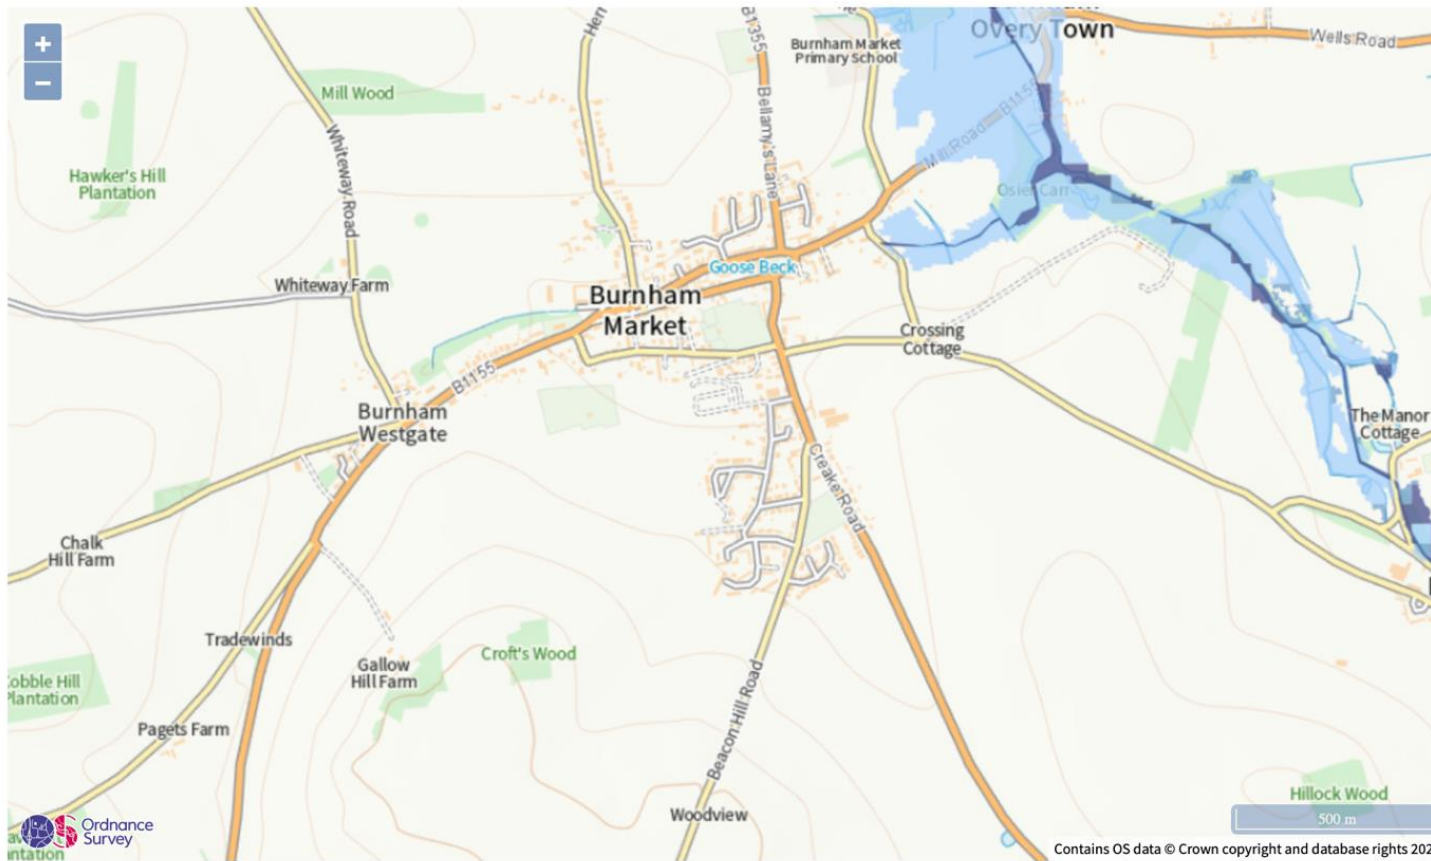 +
−
Overy Town
Wells Road
Burnham Market
Primary School
B1355
Bellamy's Lane
Mill Wood
Whiteway Road
Hawker's Hill
Plantation
Mill Road
B1155
Osier Carr
Goose Beck
Whiteway Farm
Burnham
Market
Crossing
Cottage
B1155
Burnham
Westgate
The Manor
Cottage
Creake Road
Chalk
Hill Farm
Tradewinds
Gallow
Hill Farm
Croft's Wood
Plantation
Pagets Farm
Beacon Hill Road
Woodview
Hillock Wood
500 m
Ordnance
Survey
Contains OS data © Crown copyright and database rights